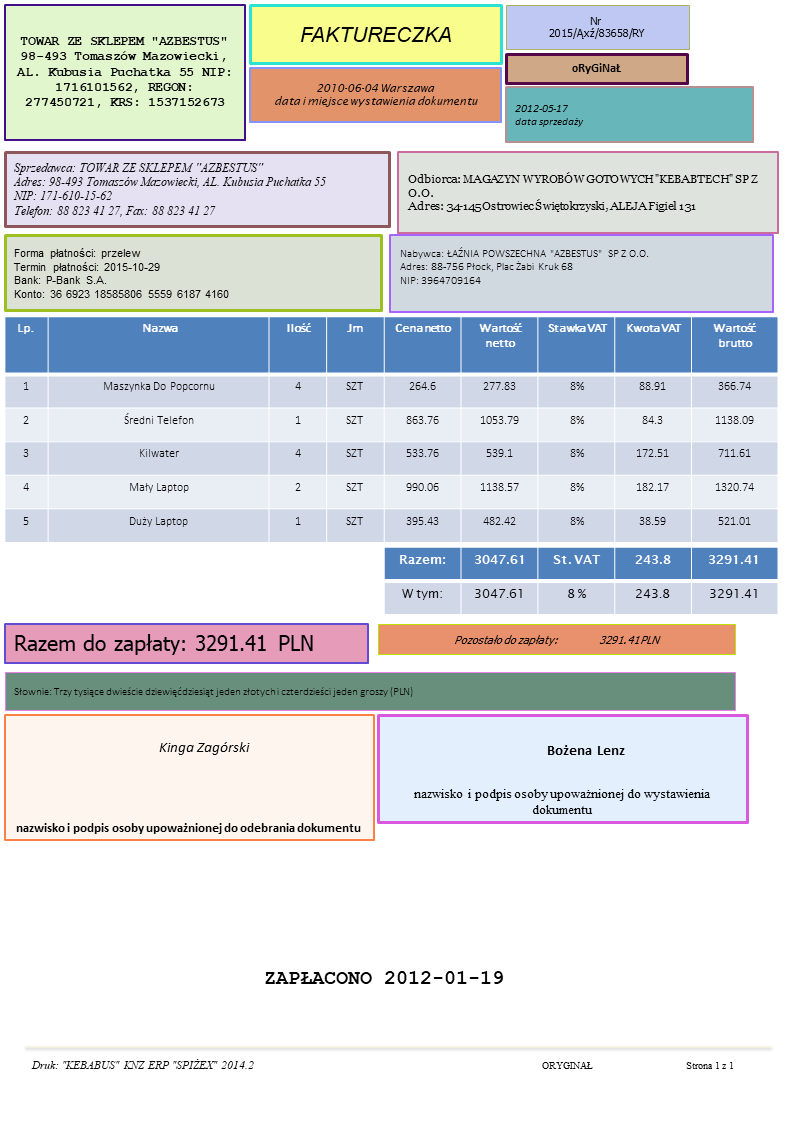 TOWAR ZE SKLEPEM "AZBESTUS"
98-493 Tomaszów Mazowiecki,
AL. Kubusia Puchatka 55 NIP:
1716101562, REGON:
277450721, KRS: 1537152673
FAKTURECZKA
2010-06-04 Warszawa
data i miejsce wystawienia dokumentu
Nr
2015/Ąxź/83658/RY
oRyGiNaŁ
2012-05-17
data sprzedaży
Sprzedawca: TOWAR ZE SKLEPEM "AZBESTUS"
Adres: 98-493 Tomaszów Mazowiecki, AL. Kubusia Puchatka 55
NIP: 171-610-15-62
Telefon: 88 823 41 27, Fax: 88 823 41 27
Odbiorca: MAGAZYN WYROBÓW GOTOWYCH "KEBABTECH" SP Z
O.O.
Adres: 34-145 Ostrowiec Świętokrzyski, ALEJA Figiel 131
Forma płatności: przelew
Termin płatności: 2015-10-29
Bank: P-Bank S.A.
Konto: 36 6923 18585806 5559 6187 4160
Nabywca: ŁAŹNIA POWSZECHNA "AZBESTUS" SP Z O.O.
Adres: 88-756 Płock, Plac Żabi Kruk 68
NIP: 3964709164
Lp. Nazwa Ilość Jm Cena netto Wartość netto Stawka VAT Kwota VAT Wartość brutto
1 Maszynka Do Popcornu 4 SZT 264.6 277.83 8% 88.91 366.74
2 Średni Telefon 1 SZT 863.76 1053.79 8% 84.3 1138.09
3 Kilwater 4 SZT 533.76 539.1 8% 172.51 711.61
4 Mały Laptop 2 SZT 990.06 1138.57 8% 182.17 1320.74
5 Duży Laptop 1 SZT 395.43 482.42 8% 38.59 521.01
Razem: 3047.61 St. VAT 243.8 3291.41
W tym: 3047.61 8 % 243.8 3291.41
Razem do zapłaty: 3291.41 PLN
Pozostało do zapłaty: 3291.41 PLN
Słownie: Trzy tysiące dwieście dziewięćdziesiąt jeden złotych i czterdzieści jeden groszy (PLN)
Kinga Zagórski
nazwisko i podpis osoby upoważnionej do odebrania dokumentu
Bożena Lenz
nazwisko i podpis osoby upoważnionej do wystawienia
dokumentu
ZAPŁACONO 2012-01-19
Druk: "KEBABUS" KNZ ERP "SPIŻEX" 2014.2 ORYGINAŁ Strona 1 z 1